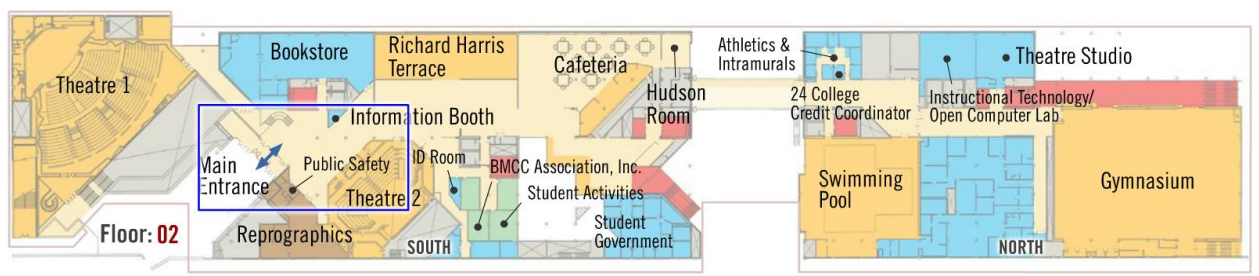 Theatre 1
Bookstore
Richard Harris
Terrace
Cafeteria
Hudson
Room
Athletics &
Intramurals
24 College
Credit Coordinator
Theatre Studio
Instructional Technology/
Open Computer Lab
Information Booth
Main
Entrance
Public Safety
ID Room
BMCC Association, Inc.
Student Activities
Theatre 2
Student
Government
Reprographics
Swimming
Pool
Gymnasium
Floor: 02
SOUTH
NORTH